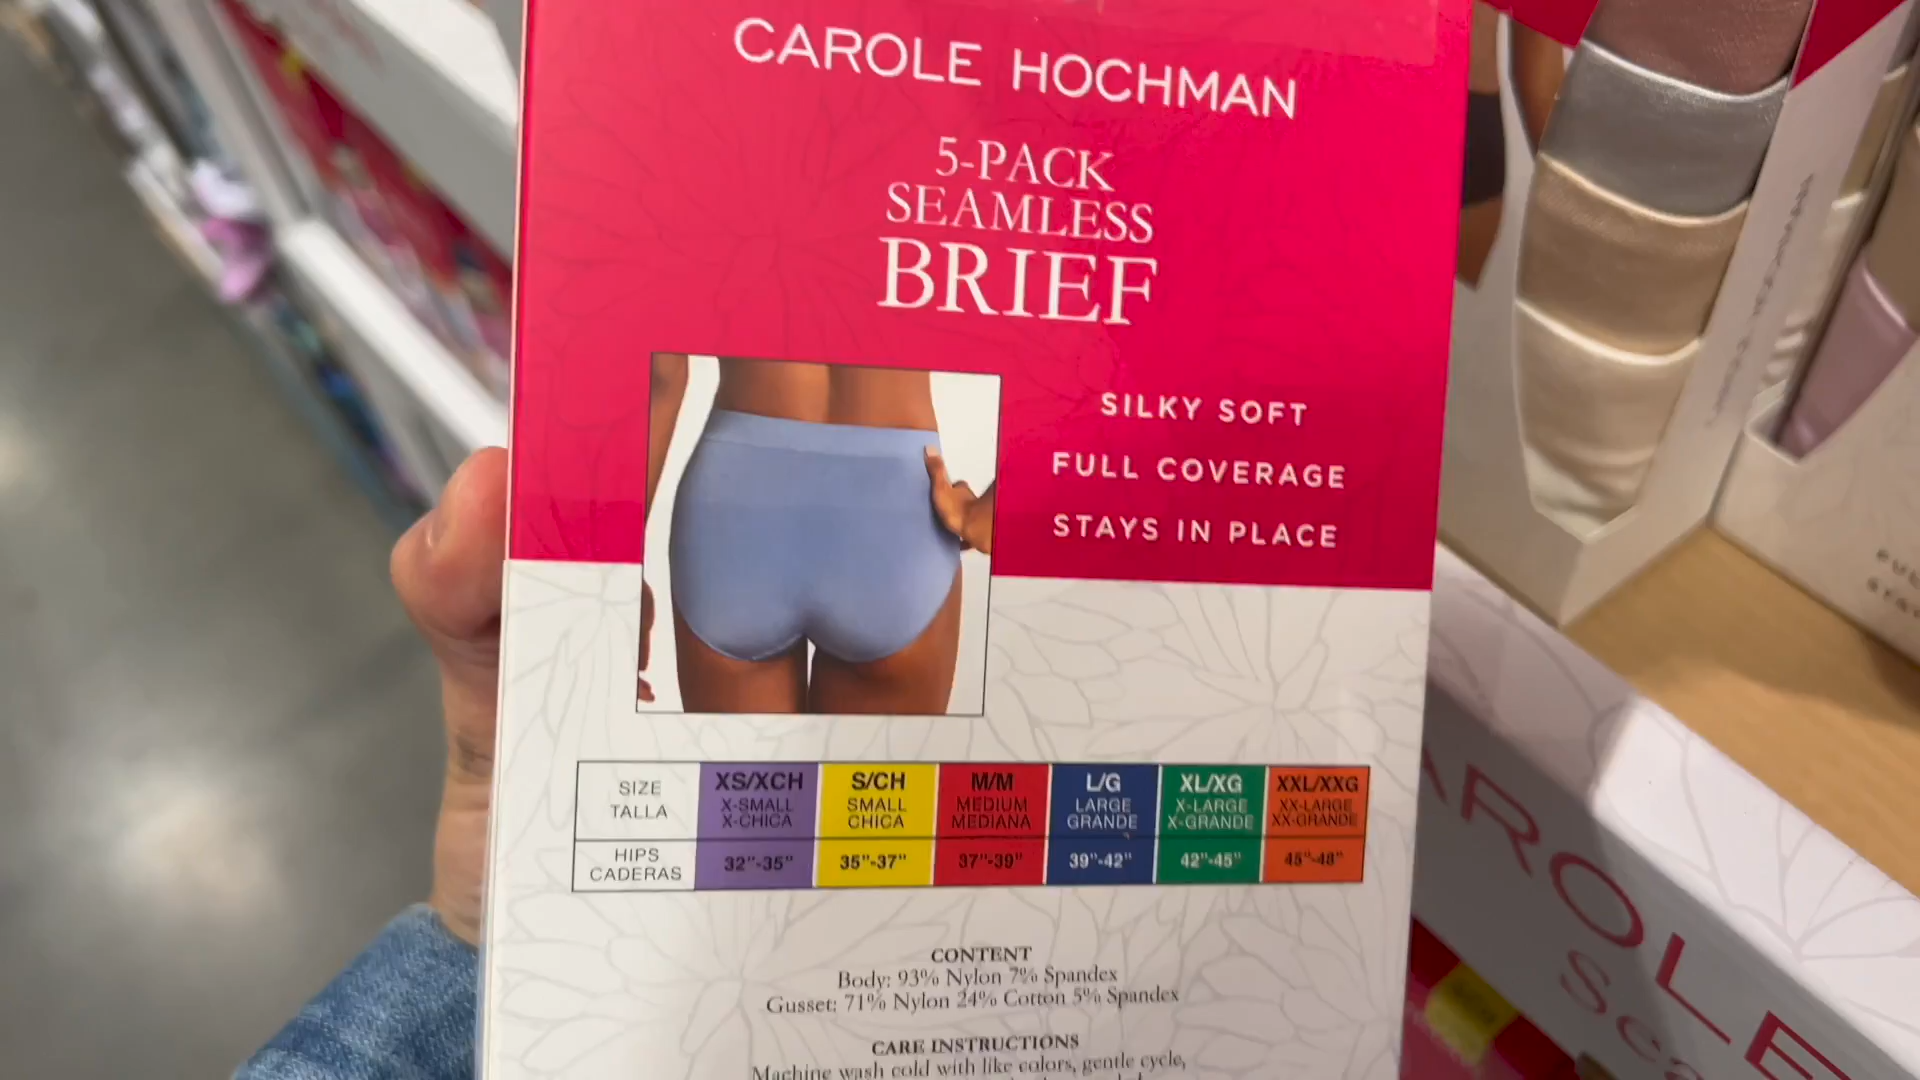 CAROLE HOCHMAN
5-PACK
SEAMLESS
BRIEF
SILKY SOFT
FULL COVERAGE
STAYS IN PLACE
SIZE
TALLA
XS/XCH
X-SMALL
X-CHICA
S/CH
SMALL
CHICA
M/M
MEDIUM
MEDIANA
L/G
LARGE
GRANDE
XL/XG
X-LARGE
X-GRANDE
XXL/XXG
XX-LARGE
XX-GRANDE
HIPS
CADERAS
32"-35"
35"-37"
37"-39"
39"-42"
42"-45"
45"-48"
CONTENT
Body: 93% Nylon 7% Spandex
Gusset: 71% Nylon 24% Cotton 5% Spandex
CARE INSTRUCTIONS
Machine wash cold with like colors, gentle cycle,
AROLE